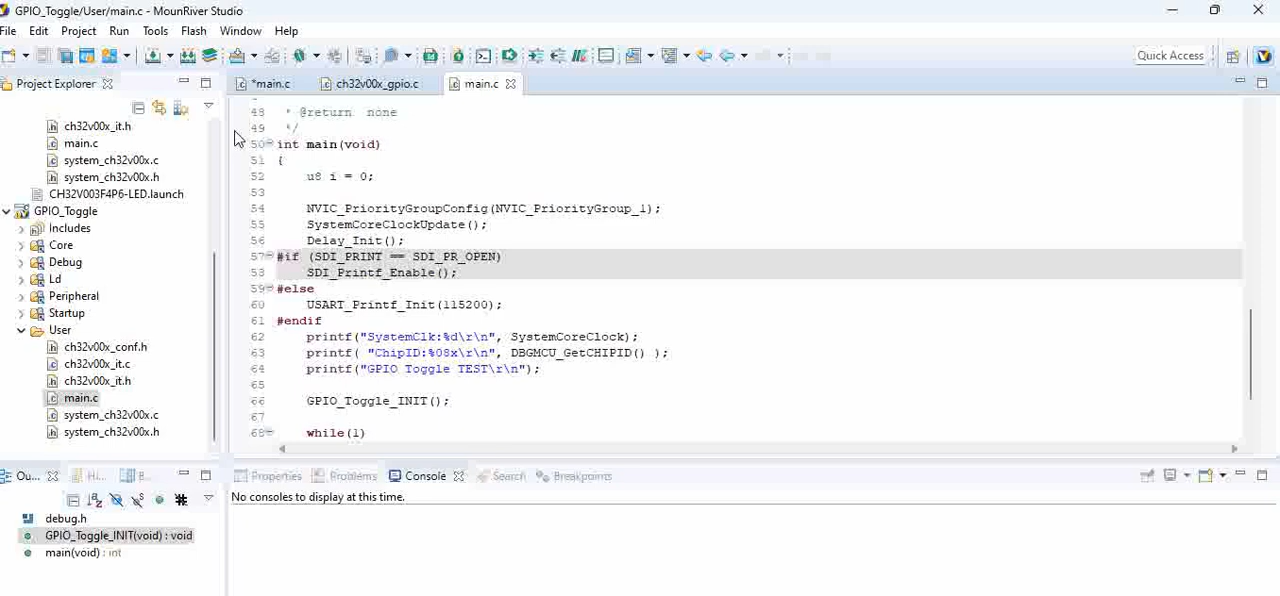 GPIO_Toggle/User/main.c - MounRiver Studio
File Edit Project Run Tools Flash Window Help
Quick Access
Project Explorer
*main.c ch32v00x_gpio.c main.c
ch32v00x_it.h
main.c
system_ch32v00x.c
system_ch32v00x.h
CH32V003F4P6-LED.launch
GPIO_Toggle
Includes
Core
Debug
Ld
Peripheral
Startup
User
ch32v00x_conf.h
ch32v00x_it.c
ch32v00x_it.h
main.c
system_ch32v00x.c
system_ch32v00x.h
48 * @return none
49 */
50 int main(void)
51 {
52 u8 i = 0;
53
54 NVIC_PriorityGroupConfig(NVIC_PriorityGroup_1);
55 SystemCoreClockUpdate();
56 Delay_Init();
57 #if (SDI_PRINT == SDI_PR_OPEN)
58 SDI_Printf_Enable();
59 #else
60 USART_Printf_Init(115200);
61 #endif
62 printf("SystemClk:%d\r\n", SystemCoreClock);
63 printf( "ChipID:%08x\r\n", DBGMCU_GetCHIPID() );
64 printf("GPIO Toggle TEST\r\n");
65
66 GPIO_Toggle_INIT();
67
68 while(1)
Ou... Hi... B...
debug.h
GPIO_Toggle_INIT(void) : void
main(void) : int
Properties Problems Console Search Breakpoints
No consoles to display at this time.